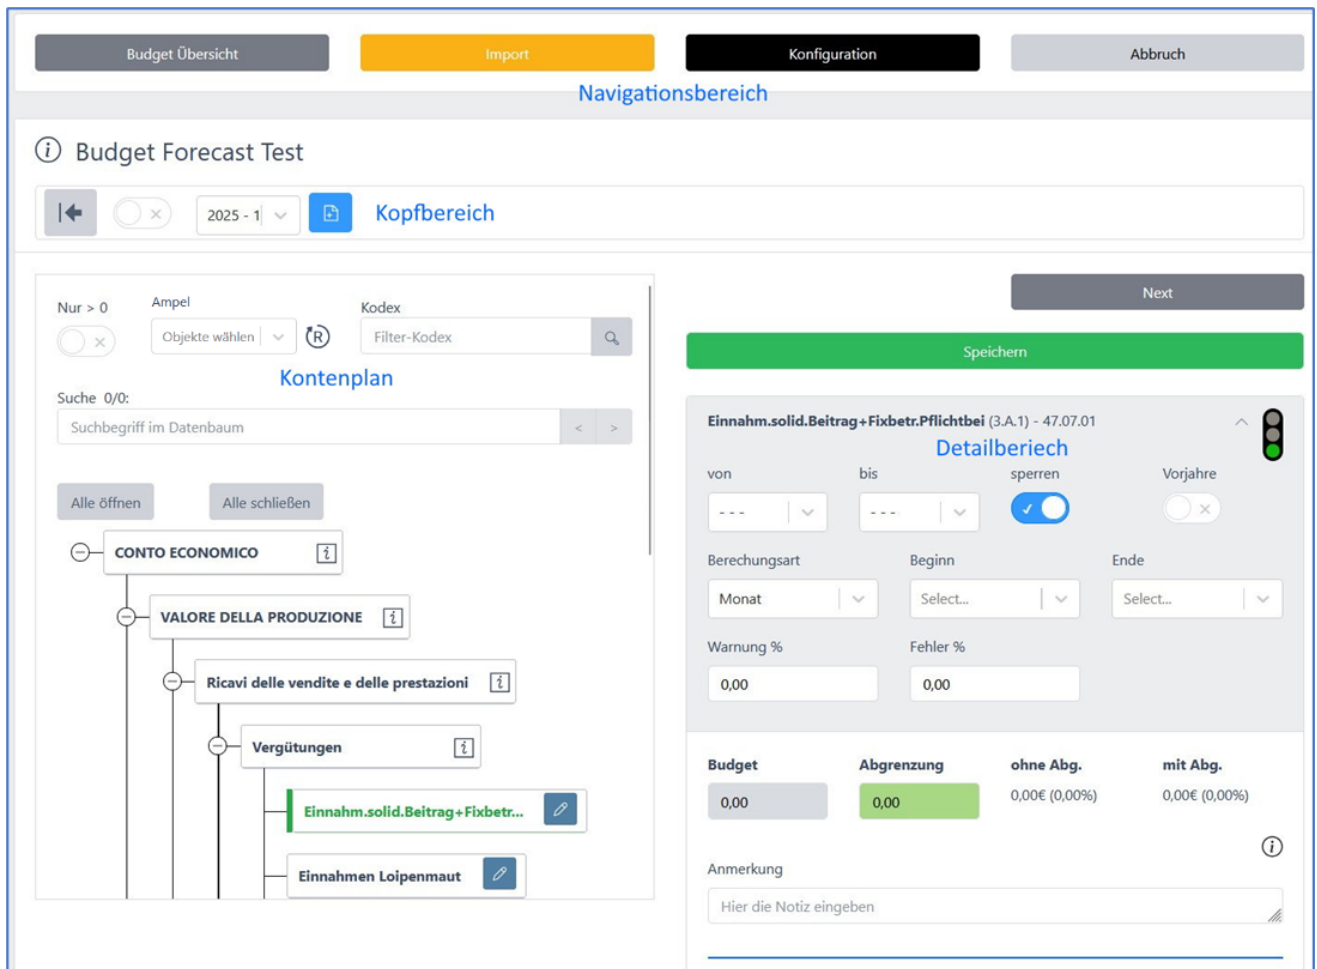 Budget Übersicht
Import
Konfiguration
Abbruch
Navigationsbereich
Budget Forecast Test
2025 - 1
Kopfbereich
Nur > 0
Ampel
Kodex
Objekte wählen
R
Filter-Kodex
Kontenplan
Suche 0/0:
Suchbegriff im Datenbaum
< >
Alle öffnen
Alle schließen
CONTO ECONOMICO
VALORE DELLA PRODUZIONE
Ricavi delle vendite e delle prestazioni
Vergütungen
Einnahm.solid.Beitrag+Fixbetr...
Einnahmen Loipenmaut
Next
Speichern
Einnahm.solid.Beitrag+Fixbetr.Pflichtbei (3.A.1) - 47.07.01
Detailberiech
von bis sperren Vorjahre
- - - - - -
Berechungsart Beginn Ende
Monat Select... Select...
Warnung % Fehler %
0,00 0,00
Budget Abgrenzung ohne Abg. mit Abg.
0,00 0,00 0,00€ (0,00%) 0,00€ (0,00%)
Anmerkung
Hier die Notiz eingeben